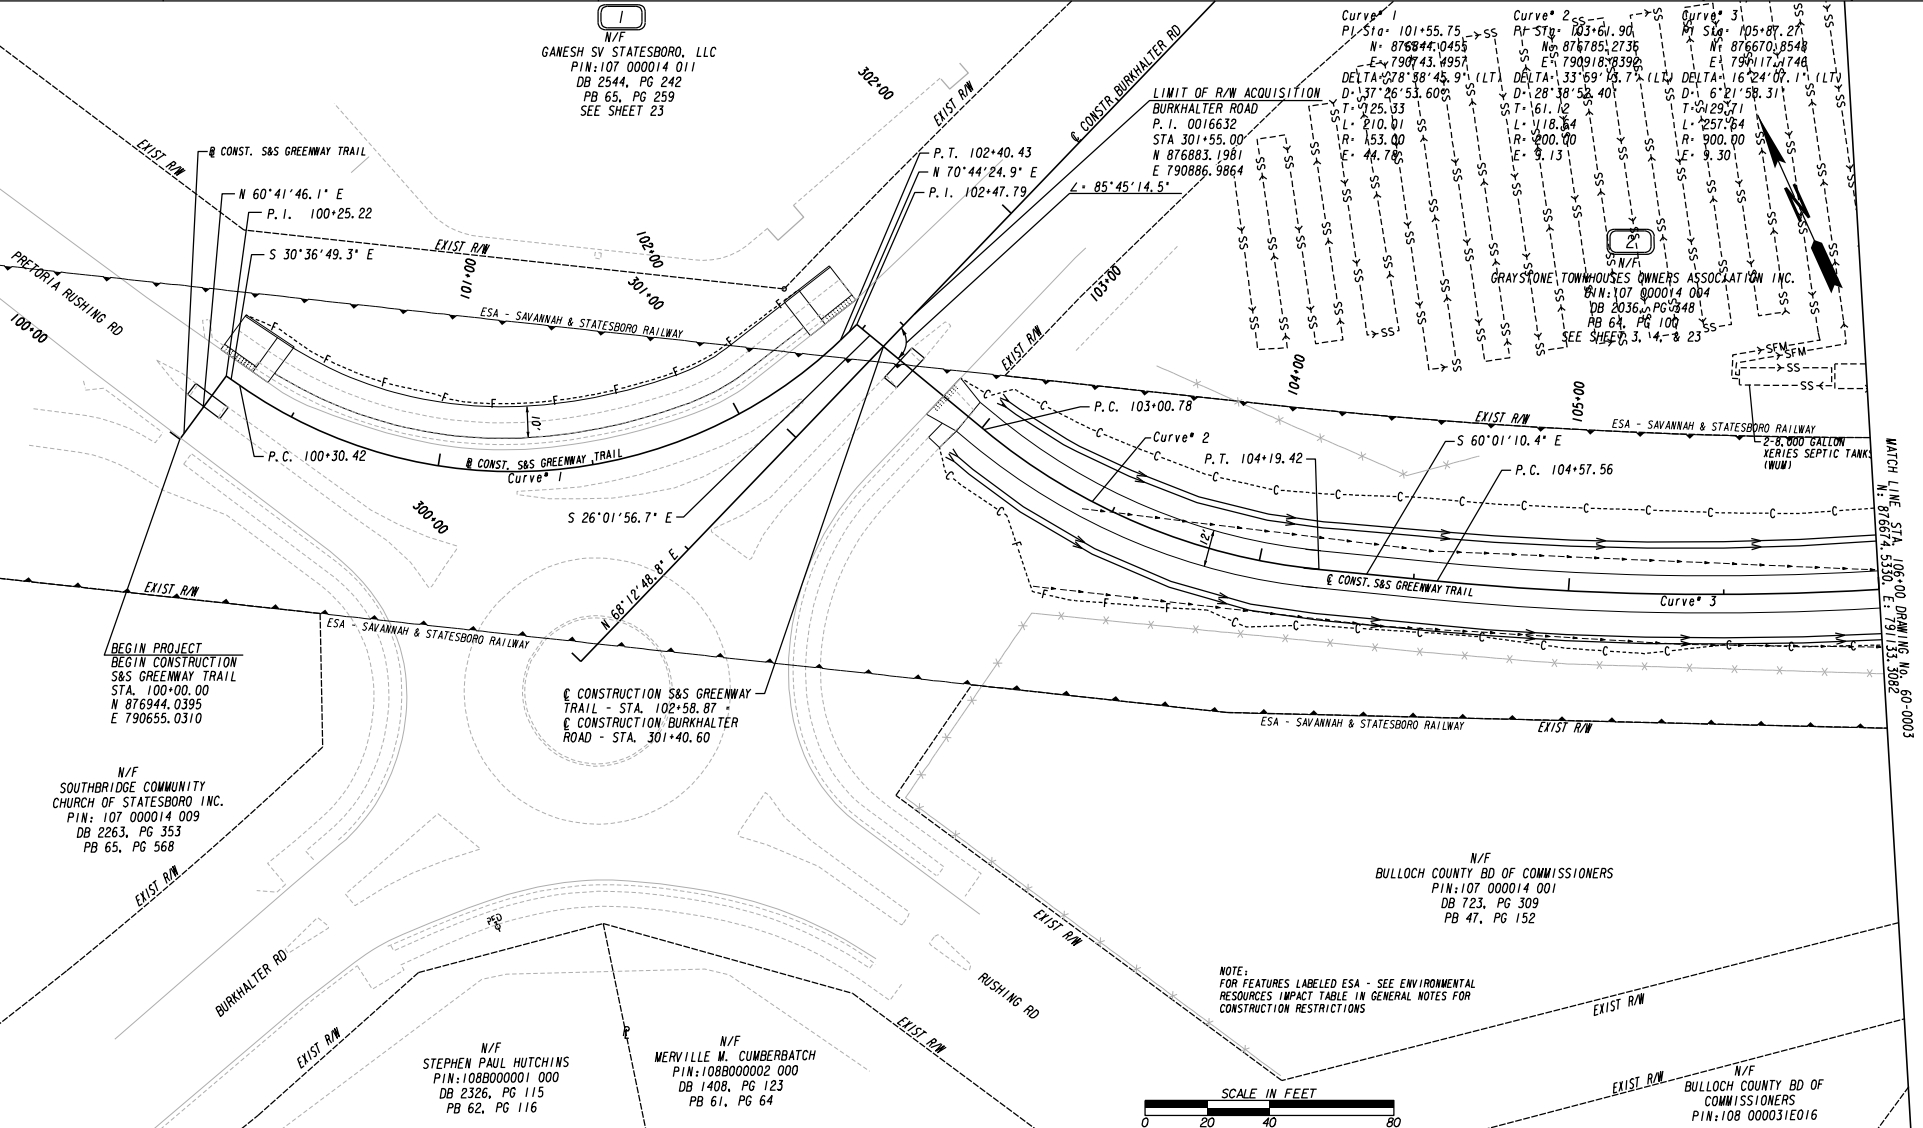 1
N/F
GANESH SV STATESBORO, LLC
PIN:107 000014 011
DB 2544, PG 242
PB 65, PG 259
SEE SHEET 23
302+00
EXIST R/W
℄ CONSTR. BURKHALTER RD
LIMIT OF R/W ACQUISITION
BURKHALTER ROAD
P.I. 0016632
STA 301+55.00
N 876883.1981
E 790886.9864
∠= 85°45'14.5"
Curve# 1
PI Sta= 101+55.75
N= 876844.0455
E= 790743.4957
DELTA= 78°38'45.9" (LT)
D= 37°26'53.60"
T= 125.33
L= 210.01
R= 153.00
E= 44.78
Curve# 2
PI Sta= 103+61.90
N= 876785.2736
E= 790918.8392
DELTA= 33°59'13.7" (LT)
D= 28°38'52.40"
T= 61.12
L= 118.64
R= 200.00
E= 9.13
Curve# 3
PI Sta= 105+87.27
N= 876670.8548
E= 791117.1746
DELTA= 16°24'07.1" (LT)
D= 6°21'58.31"
T= 129.71
L= 257.64
R= 900.00
E= 9.30
N
2
N/F
GRAYSTONE TOWNHOUSES OWNERS ASSOCIATION INC.
PIN:107 000014 004
DB 2036, PG 348
PB 64, PG 100
SEE SHEET 3, 4, & 23
EXIST R/W
CONST. S&S GREENWAY TRAIL
N 60°41'46.1" E
P.I. 100+25.22
S 30°36'49.3" E
P.T. 102+40.43
N 70°44'24.9" E
P.I. 102+47.79
EXIST R/W
PRETORIA RUSHING RD
100+00
101+00
102+00
301+00
103+00
104+00
105+00
ESA - SAVANNAH & STATESBORO RAILWAY
EXIST R/W
EXIST R/W
ESA - SAVANNAH & STATESBORO RAILWAY
SFM
SFM
SS
2-8,000 GALLON
XERIES SEPTIC TANKS
(WUM)
P.C. 103+00.78
Curve# 2
P.T. 104+19.42
S 60°01'10.4" E
P.C. 104+57.56
10'
P.C. 100+30.42
CONST. S&S GREENWAY TRAIL
Curve# 1
300+00
S 26°01'56.7" E
N 68°12'48.8" E
12'
℄ CONST. S&S GREENWAY TRAIL
Curve# 3
MATCH LINE STA. 106+00 DRAWING No. 60-0003
N: 876674.5330, E: 791133.3082
EXIST R/W
ESA - SAVANNAH & STATESBORO RAILWAY
BEGIN PROJECT
BEGIN CONSTRUCTION
S&S GREENWAY TRAIL
STA. 100+00.00
N 876944.0395
E 790655.0310
℄ CONSTRUCTION S&S GREENWAY
TRAIL - STA. 102+58.87 =
℄ CONSTRUCTION BURKHALTER
ROAD - STA. 301+40.60
ESA - SAVANNAH & STATESBORO RAILWAY
EXIST R/W
N/F
SOUTHBRIDGE COMMUNITY
CHURCH OF STATESBORO INC.
PIN: 107 000014 009
DB 2263, PG 353
PB 65, PG 568
EXIST R/W
N/F
BULLOCH COUNTY BD OF COMMISSIONERS
PIN:107 000014 001
DB 723, PG 309
PB 47, PG 152
PED
EXIST R/W
BURKHALTER RD
RUSHING RD
NOTE:
FOR FEATURES LABELED ESA - SEE ENVIRONMENTAL
RESOURCES IMPACT TABLE IN GENERAL NOTES FOR
CONSTRUCTION RESTRICTIONS
EXIST R/W
EXIST R/W
EXIST R/W
EXIST R/W
N/F
STEPHEN PAUL HUTCHINS
PIN:108B000001 000
DB 2326, PG 115
PB 62, PG 116
N/F
MERVILLE M. CUMBERBATCH
PIN:108B000002 000
DB 1408, PG 123
PB 61, PG 64
SCALE IN FEET
0 20 40 80
N/F
BULLOCH COUNTY BD OF
COMMISSIONERS
PIN:108 000031E016